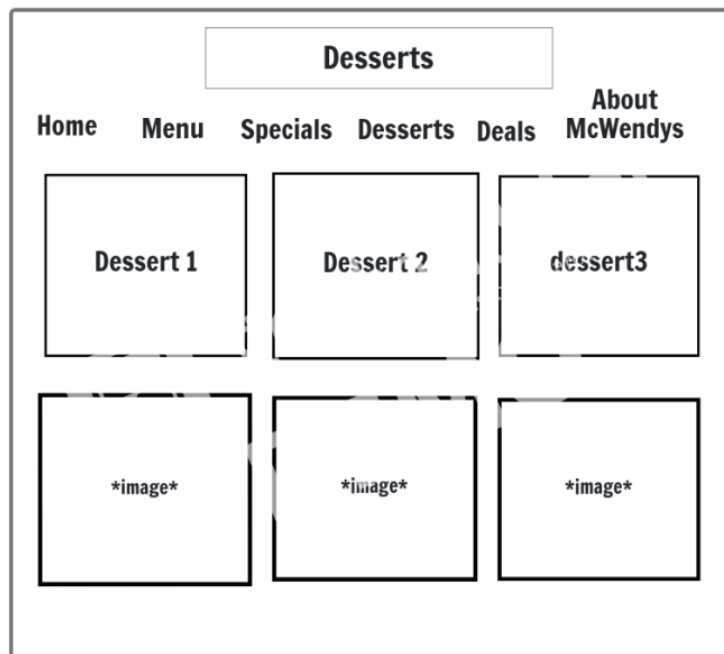 Desserts
Home Menu Specials Desserts Deals About
McWendys
Dessert 1 Dessert 2 dessert3
*image* *image* *image*